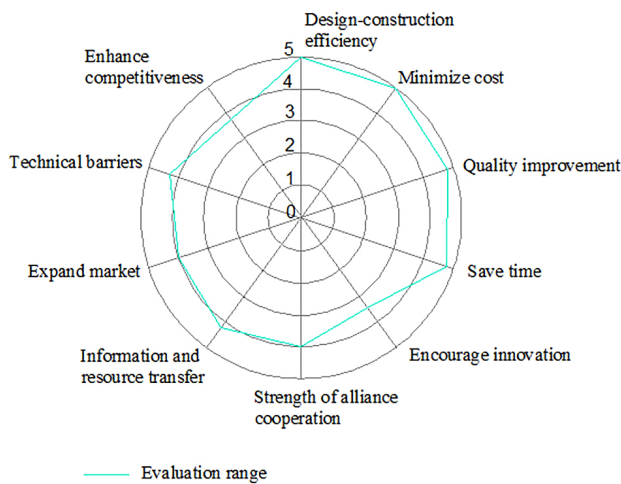 Design-construction
efficiency
Enhance
competitiveness
5
4
3
2
1
0
Minimize cost
Technical barriers
Quality improvement
Expand market
Save time
Information and
resource transfer
Encourage innovation
Strength of alliance
cooperation
Evaluation range